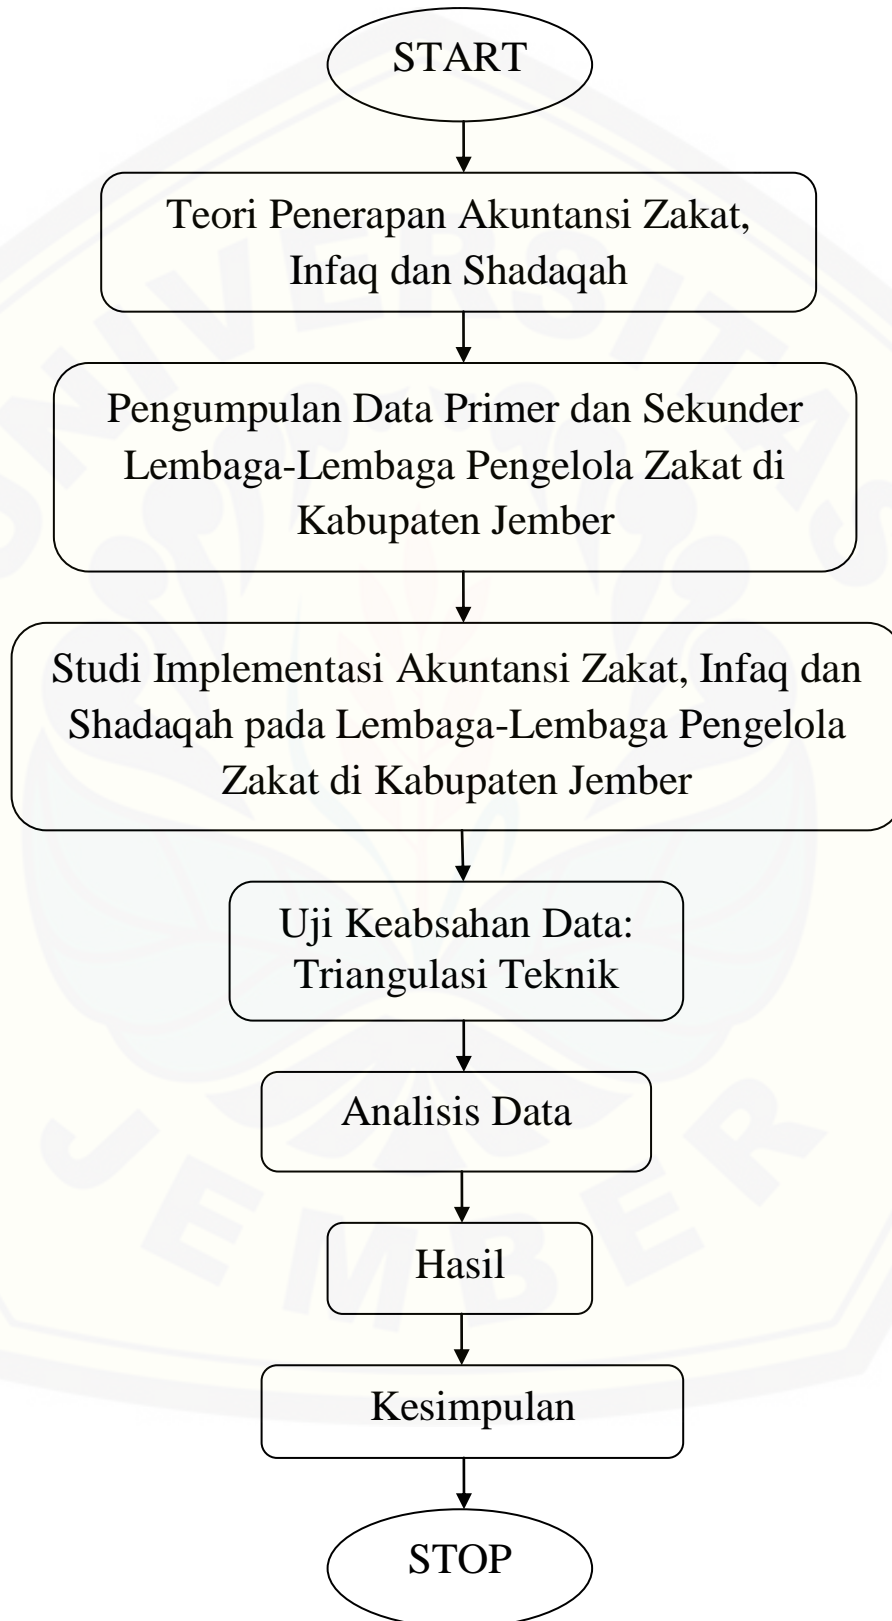 START
Teori Penerapan Akuntansi Zakat,
Infaq dan Shadaqah
Pengumpulan Data Primer dan Sekunder
Lembaga-Lembaga Pengelola Zakat di
Kabupaten Jember
Studi Implementasi Akuntansi Zakat, Infaq dan
Shadaqah pada Lembaga-Lembaga Pengelola
Zakat di Kabupaten Jember
Uji Keabsahan Data:
Triangulasi Teknik
Analisis Data
Hasil
Kesimpulan
STOP
UNIVERSITAS
JEMBER